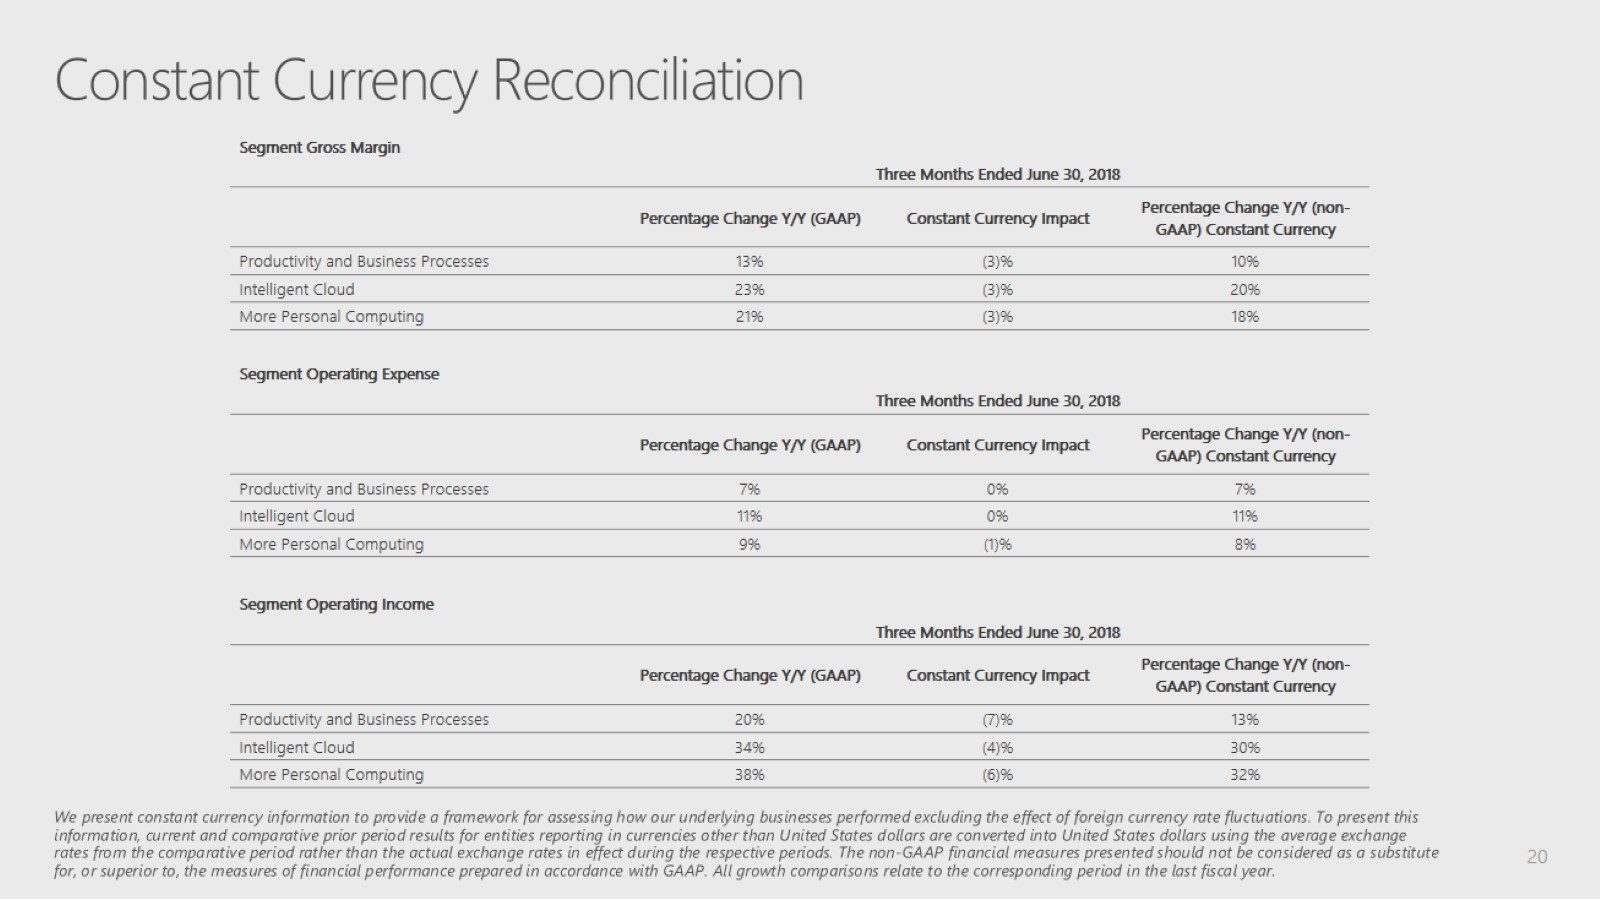 Constant Currency Reconciliation
Segment Gross Margin
Three Months Ended June 30, 2018
Percentage Change Y/Y (GAAP) Constant Currency Impact Percentage Change Y/Y (non-
GAAP) Constant Currency
Productivity and Business Processes 13% (3)% 10%
Intelligent Cloud 23% (3)% 20%
More Personal Computing 21% (3)% 18%
Segment Operating Expense
Three Months Ended June 30, 2018
Percentage Change Y/Y (GAAP) Constant Currency Impact Percentage Change Y/Y (non-
GAAP) Constant Currency
Productivity and Business Processes 7% 0% 7%
Intelligent Cloud 11% 0% 11%
More Personal Computing 9% (1)% 8%
Segment Operating Income
Three Months Ended June 30, 2018
Percentage Change Y/Y (GAAP) Constant Currency Impact Percentage Change Y/Y (non-
GAAP) Constant Currency
Productivity and Business Processes 20% (7)% 13%
Intelligent Cloud 34% (4)% 30%
More Personal Computing 38% (6)% 32%
We present constant currency information to provide a framework for assessing how our underlying businesses performed excluding the effect of foreign currency rate fluctuations. To present this
information, current and comparative prior period results for entities reporting in currencies other than United States dollars are converted into United States dollars using the average exchange
rates from the comparative period rather than the actual exchange rates in effect during the respective periods. The non-GAAP financial measures presented should not be considered as a substitute
for, or superior to, the measures of financial performance prepared in accordance with GAAP. All growth comparisons relate to the corresponding period in the last fiscal year.
20